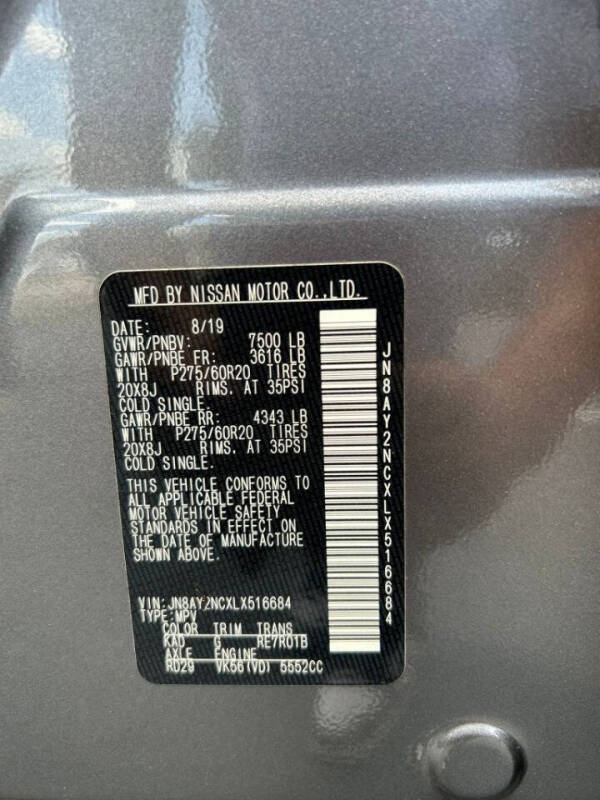 MFD BY NISSAN MOTOR CO.,LTD.
DATE: 8/19
GVWR/PNBV: 7500 LB
GAWR/PNBE FR: 3616 LB
WITH P275/60R20 TIRES
20X8J RIMS. AT 35PSI
COLD SINGLE.
GAWR/PNBE RR: 4343 LB
WITH P275/60R20 TIRES
20X8J RIMS. AT 35PSI
COLD SINGLE.
THIS VEHICLE CONFORMS TO
ALL APPLICABLE FEDERAL
MOTOR VEHICLE SAFETY
STANDARDS IN EFFECT ON
THE DATE OF MANUFACTURE
SHOWN ABOVE.
VIN:JN8AY2NCXLX516684
TYPE:MPV
COLOR TRIM TRANS
KAD G RE7R01B
AXLE ENGINE
RD29 VK56(VD) 5552CC
JN8AY2NCXLX516684